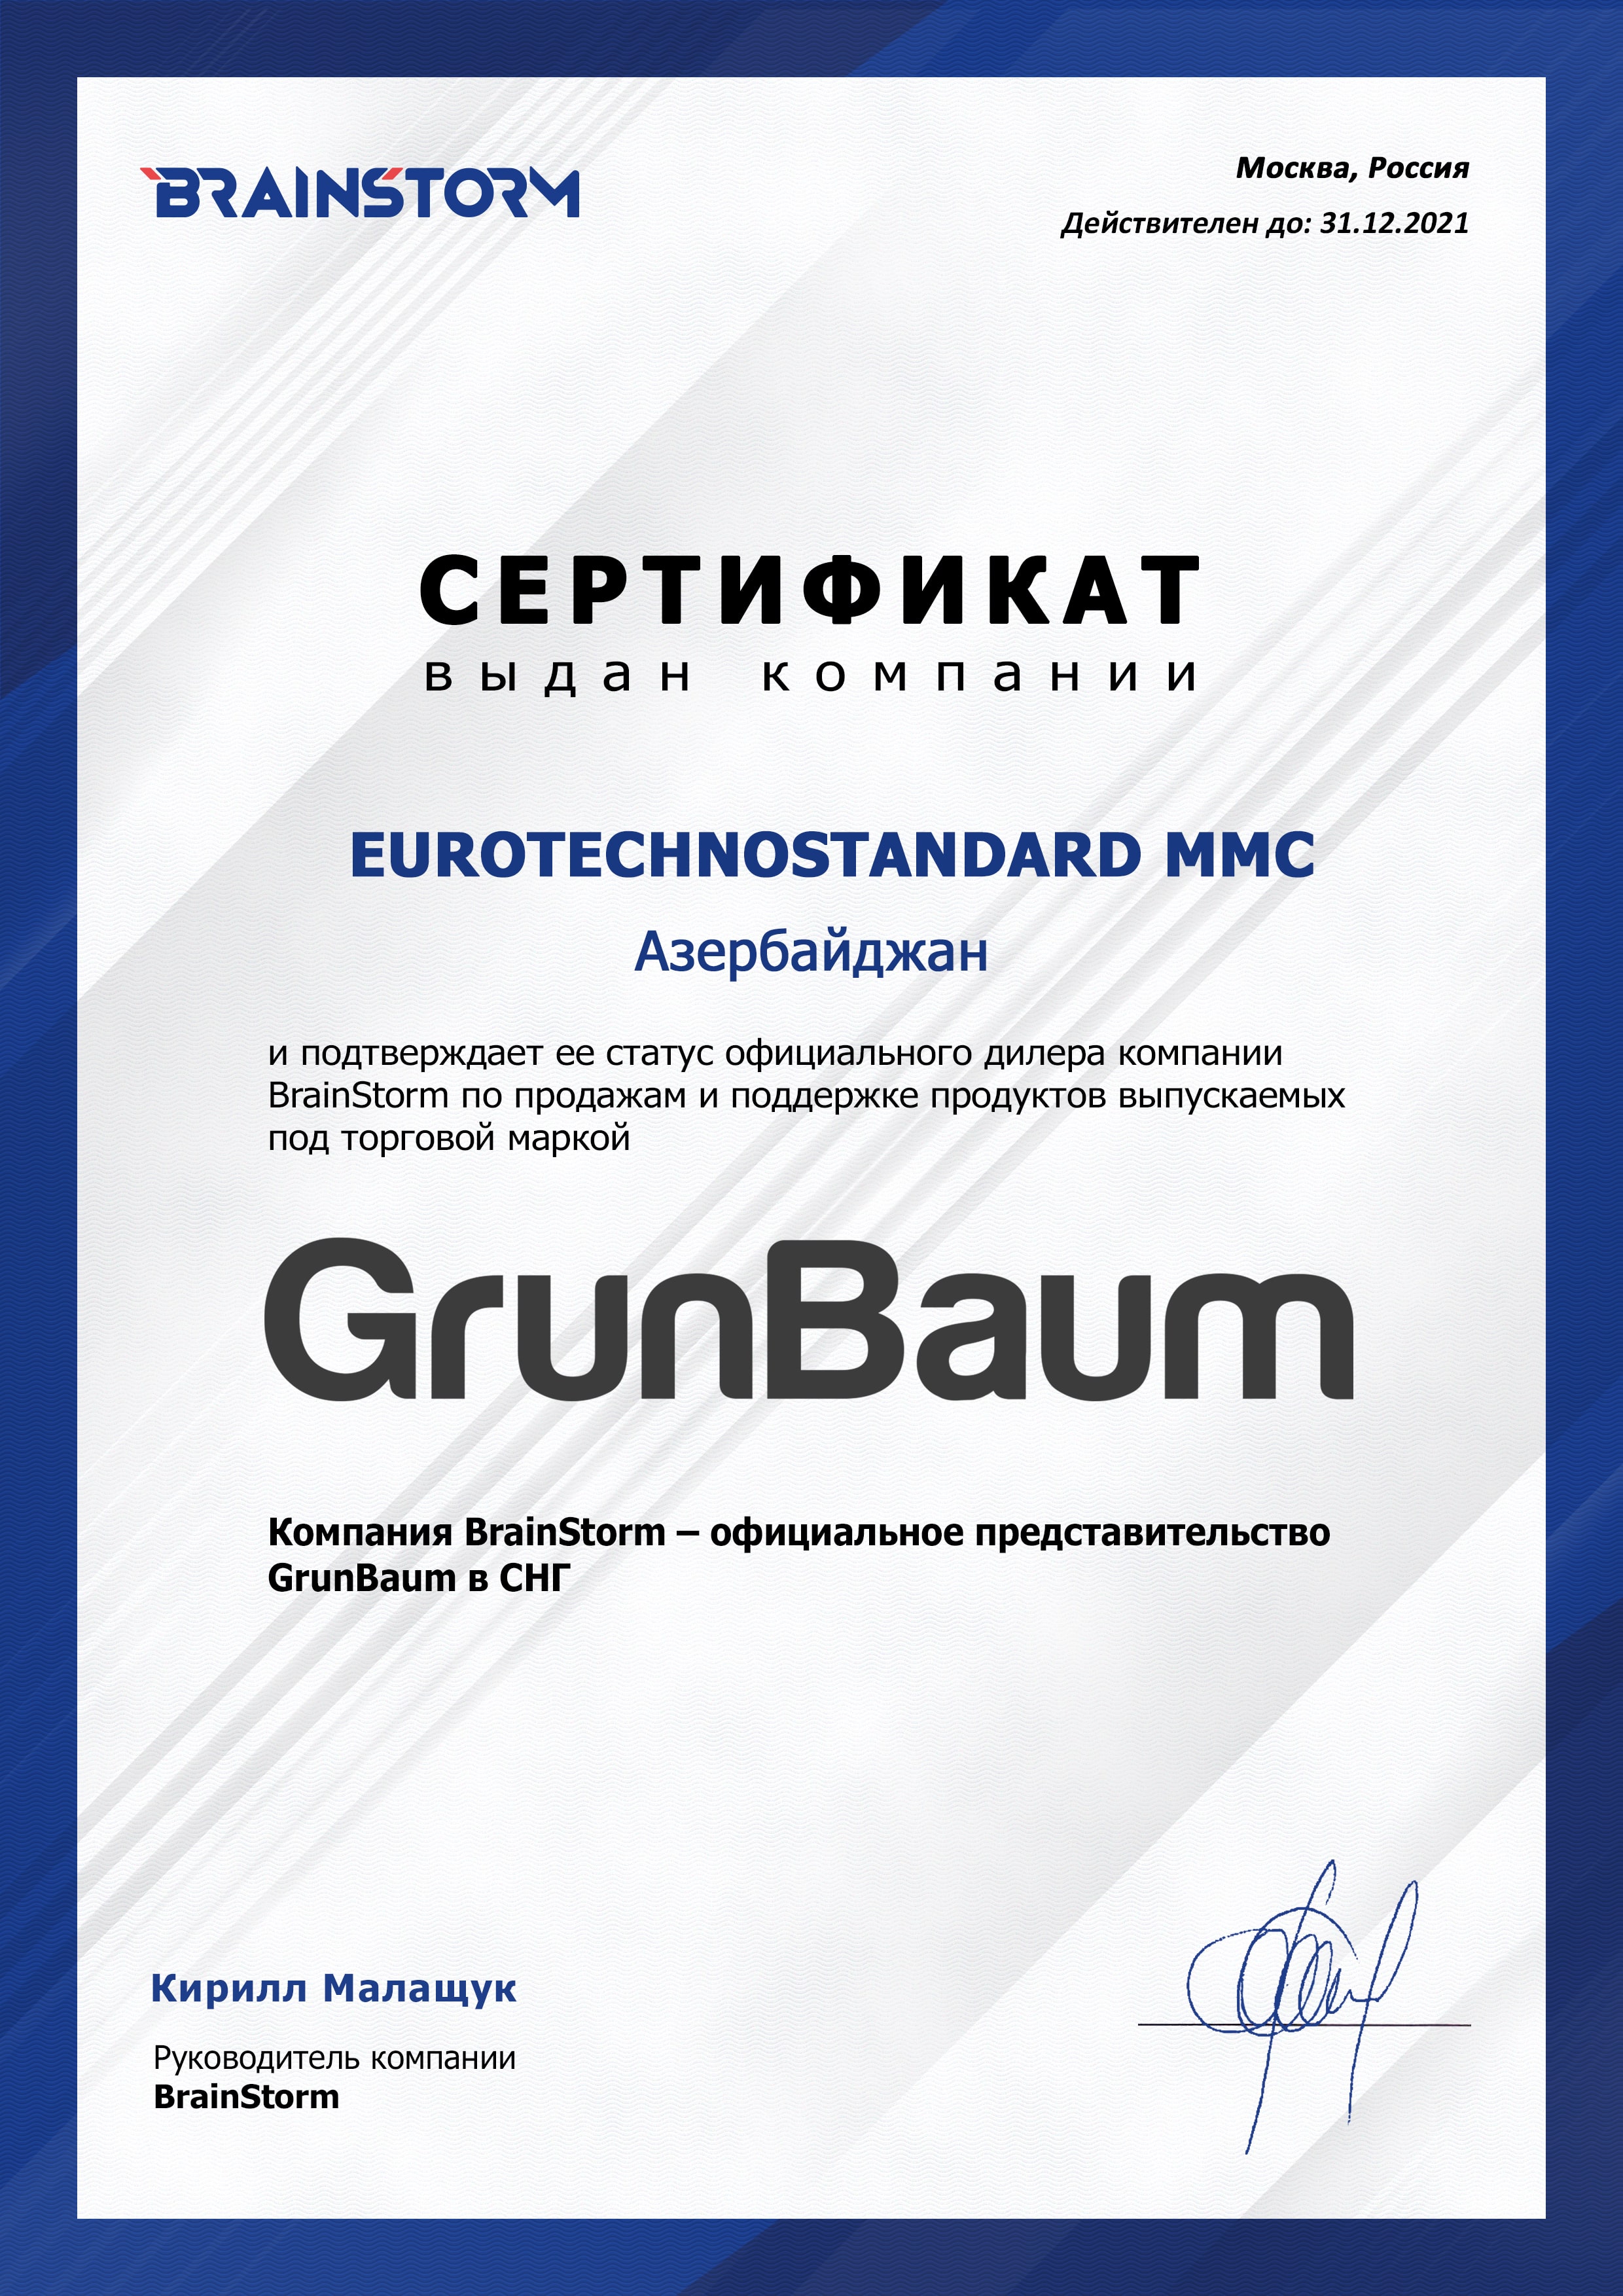 BRAINSTORM
Москва, Россия
Действителен до: 31.12.2021
СЕРТИФИКАТ
выдан компании
EUROTECHNOSTANDARD MMC
Азербайджан
и подтверждает ее статус официального дилера компании
BrainStorm по продажам и поддержке продуктов выпускаемых
под торговой маркой
GrunBaum
Компания BrainStorm – официальное представительство
GrunBaum в СНГ
Кирилл Малащук
Руководитель компании
BrainStorm